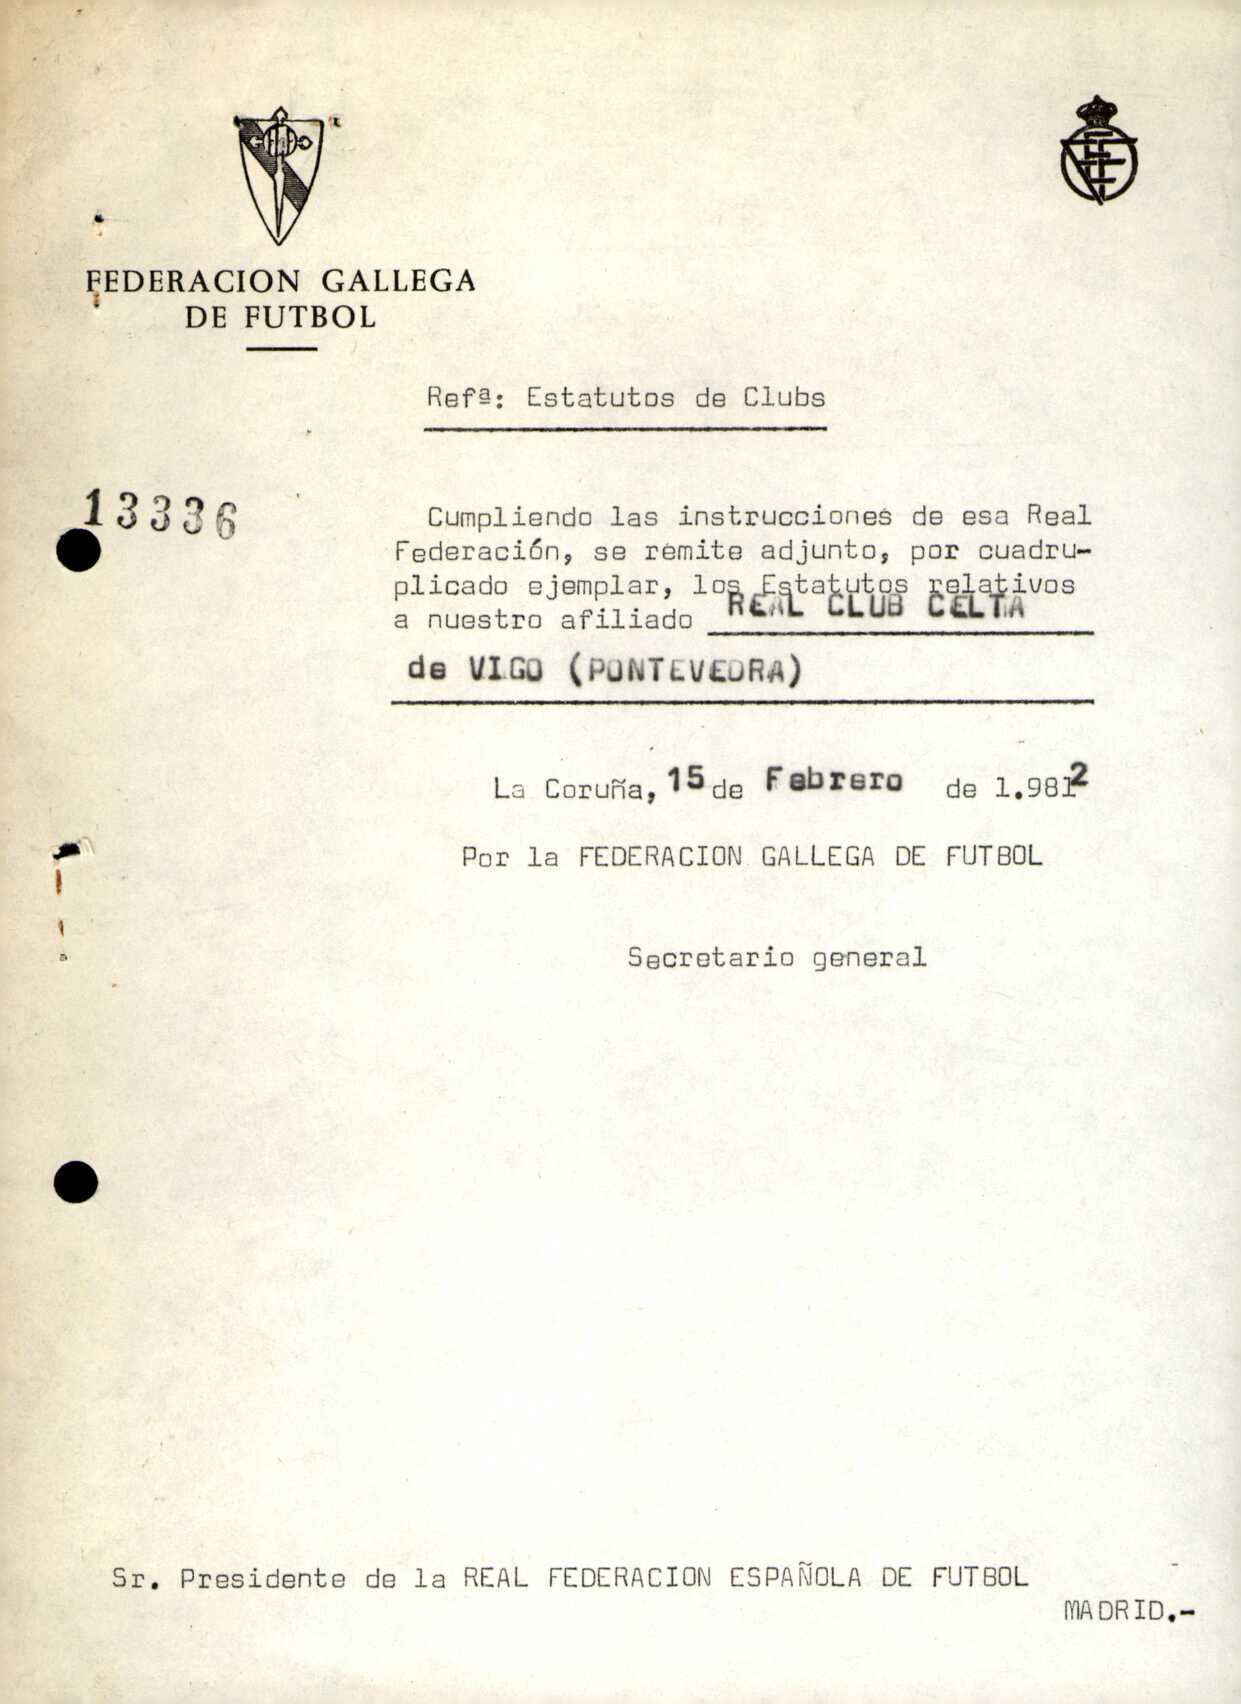 FEDERACION GALLEGA
DE FUTBOL
Refª: Estatutos de Clubs
13336
Cumpliendo las instrucciones de esa Real
Federación, se remite adjunto, por cuadru-
plicado ejemplar, los Estatutos relativos
a nuestro afiliado REAL CLUB CELTA
de VIGO (PONTEVEDRA)
La Coruña, 15 de Febrero de 1.9812
Por la FEDERACION GALLEGA DE FUTBOL
Secretario general
Sr. Presidente de la REAL FEDERACION ESPAÑOLA DE FUTBOL
MADRID.-